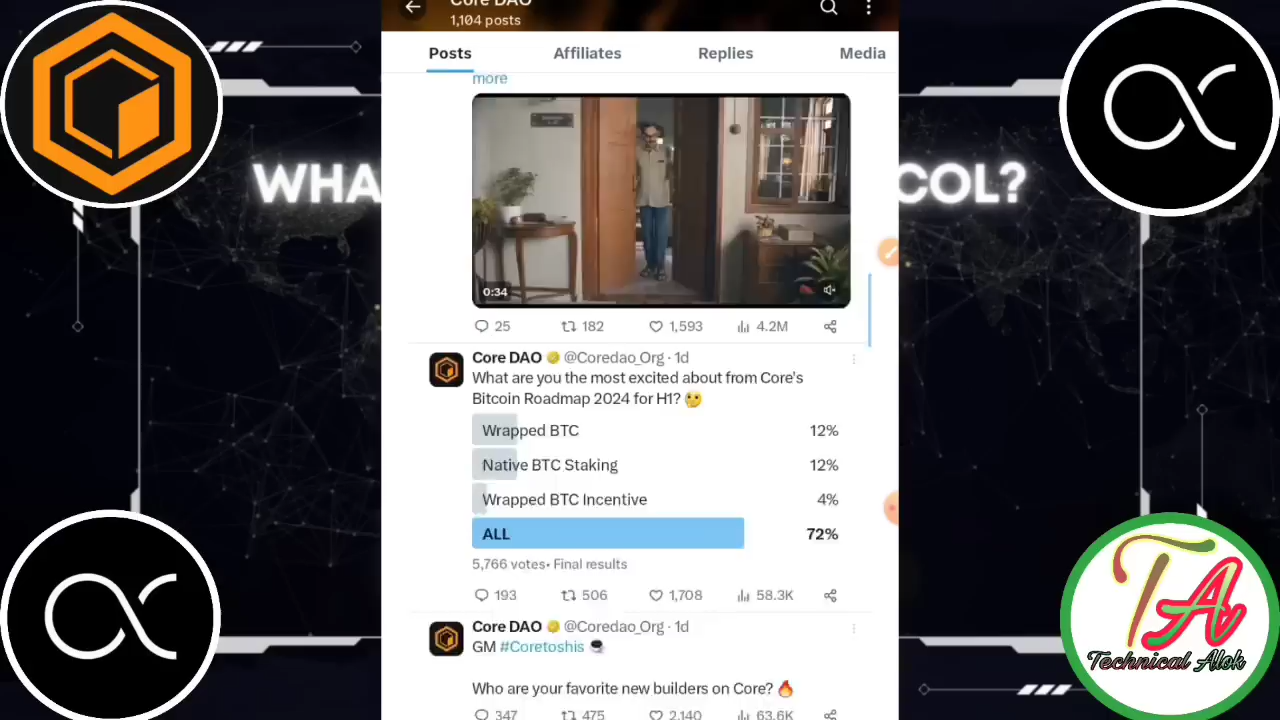 Core DAO
1,104 posts
Posts Affiliates Replies Media
more
WHA
COL?
0:34
25 182 1,593 4.2M
Core DAO @Coredao_Org · 1d
What are you the most excited about from Core's
Bitcoin Roadmap 2024 for H1? 🤔
Wrapped BTC 12%
Native BTC Staking 12%
Wrapped BTC Incentive 4%
ALL 72%
5,766 votes• Final results
193 506 1,708 58.3K
Core DAO @Coredao_Org · 1d
GM #Coretoshis ☕
Who are your favorite new builders on Core? 🔥
347 475 2,140 63.6K
TA
Technical Alok